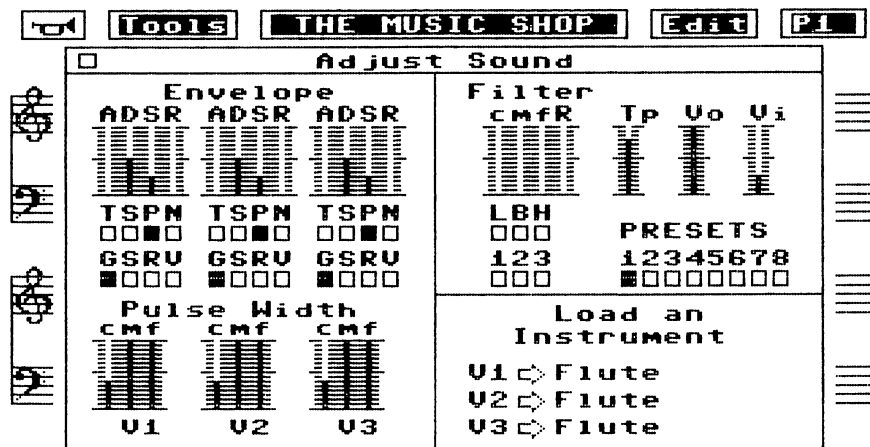 Tools THE MUSIC SHOP Edit P1
Adjust Sound
Envelope
ADSR ADSR ADSR
TSPN TSPN TSPN
GSRV GSRV GSRV
Pulse Width
cmf cmf cmf
V1 V2 V3
Filter
cmfR Tp Vo Vi
LBH
PRESETS
123 12345678
Load an
Instrument
V1 Flute
V2 Flute
V3 Flute